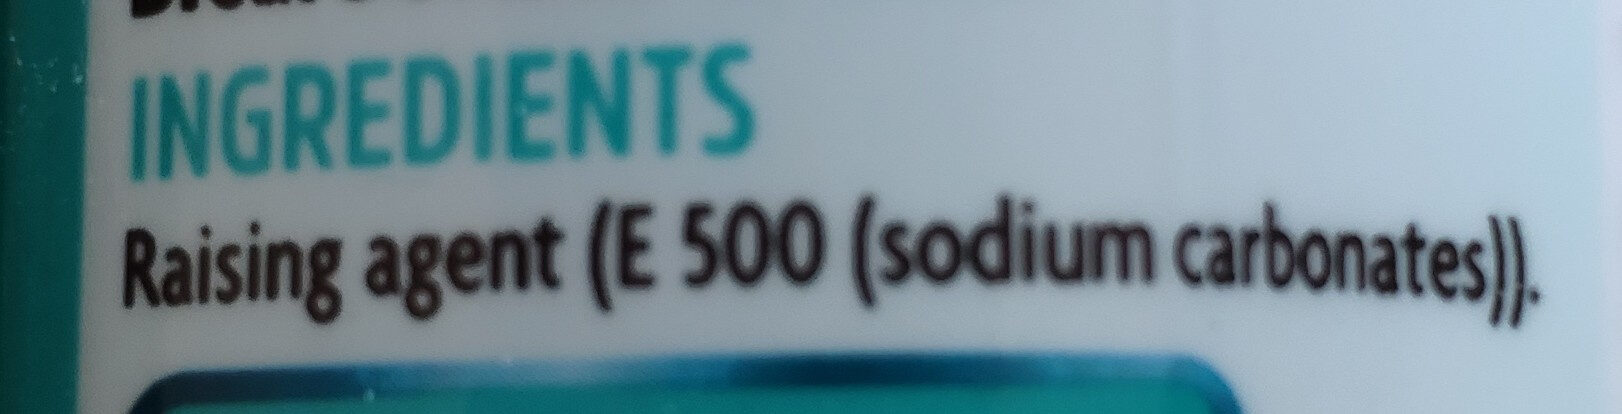 INGREDIENTS
Raising agent (E 500 (sodium carbonates)).